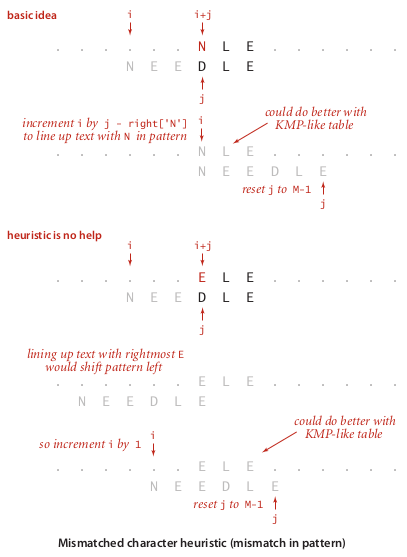 basic idea
i i+j
. . . . . . N L E . . . . . .
N E E D L E
j
increment i by j - right['N']
to line up text with N in pattern
i
could do better with
KMP-like table
. . . . . . N L E . . . . . .
N E E D L E
reset j to M-1
j
heuristic is no help
i i+j
. . . . . . E L E . . . . . .
N E E D L E
j
lining up text with rightmost E
would shift pattern left
. . . . . . E L E . . . . . .
N E E D L E
so increment i by 1
i
could do better with
KMP-like table
. . . . . . E L E . . . . . .
N E E D L E
reset j to M-1
j
Mismatched character heuristic (mismatch in pattern)